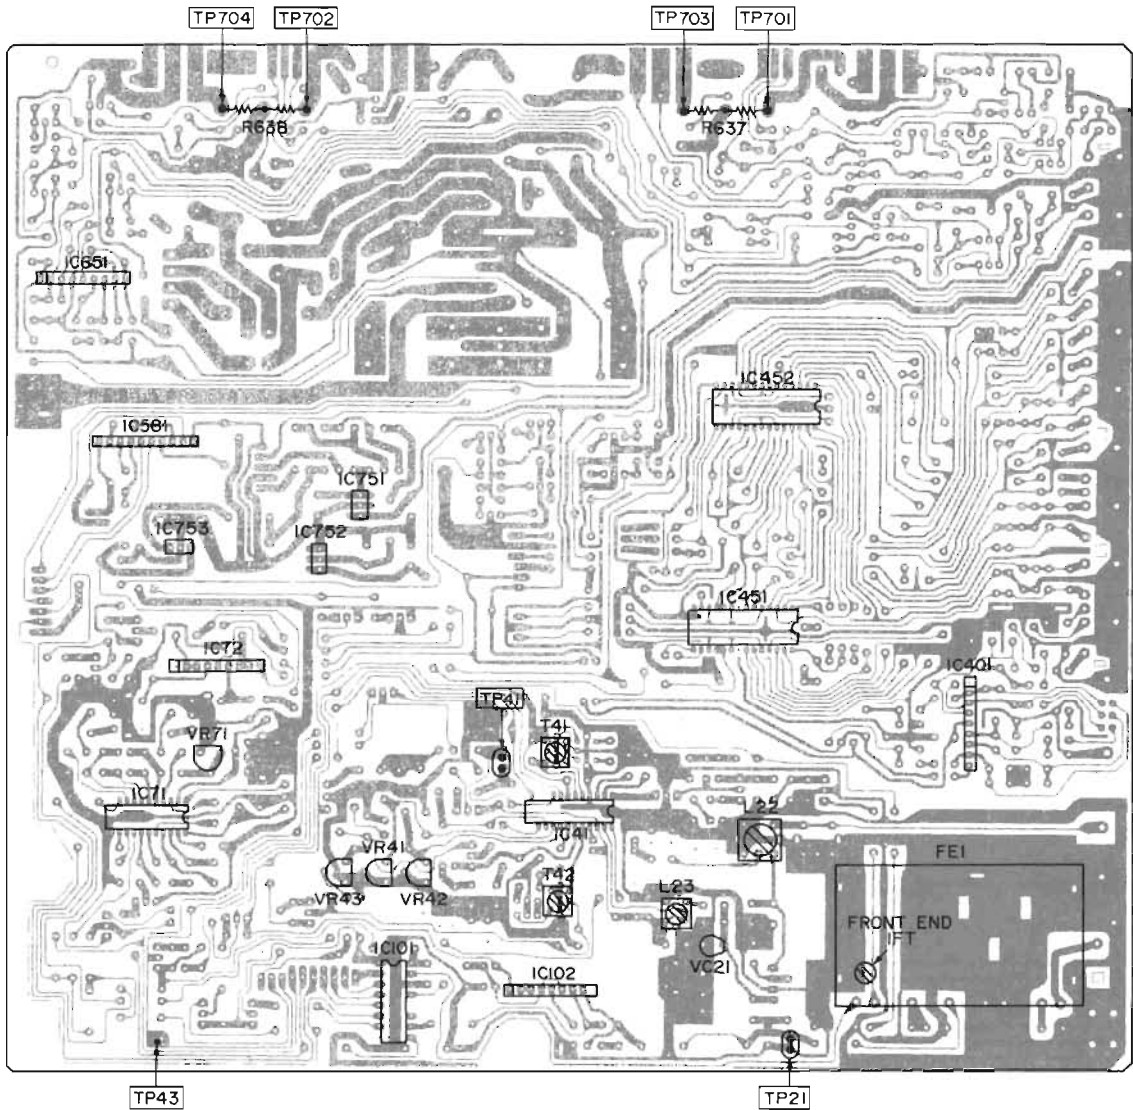 TP704 TP702 TP703 TP701
R638 R637
IC651
IC452
IC581
IC751
IC753 IC752
IC451
IC72 IC401
TP41
VR71 T41
IC71
L22
IC41
VR41 FE1
VR43 VR42 T42 L23
FRONT END
IFT
IC101 VC21
IC102
TP43 TP21